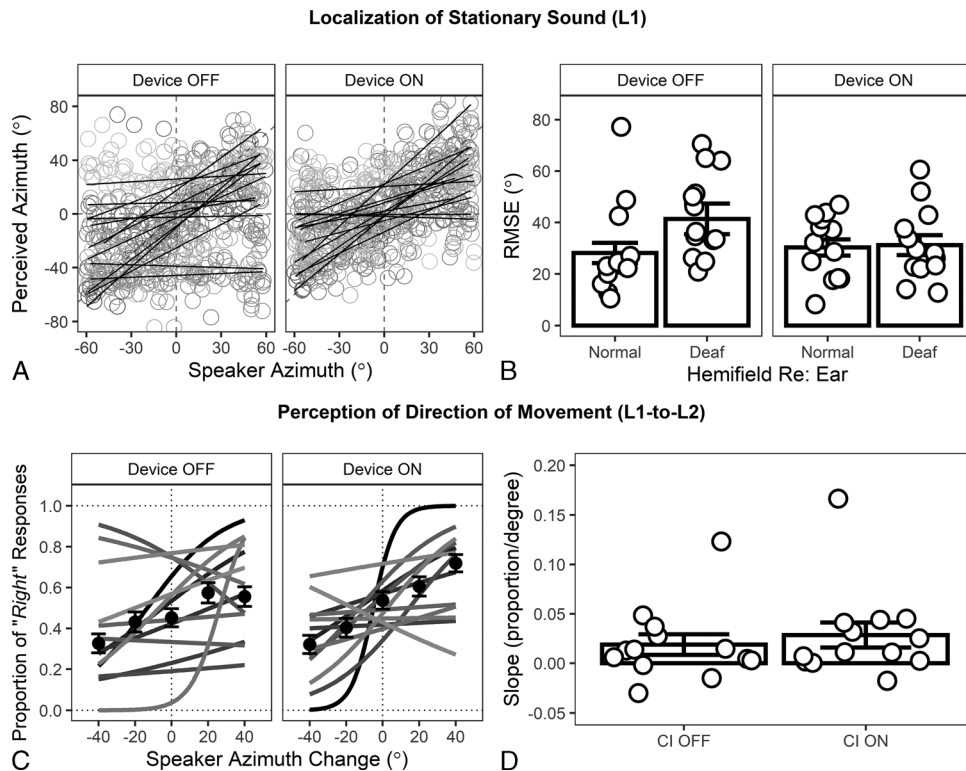 Localization of Stationary Sound (L1)
Device OFF
Device ON
Perceived Azimuth (°)
80
40
0
-40
-80
-60
-30
0
30
60
-60
-30
0
30
60
Speaker Azimuth (°)
A
Device OFF
Device ON
RMSE (°)
80
60
40
20
0
Normal
Deaf
Normal
Deaf
Hemifield Re: Ear
B
Perception of Direction of Movement (L1-to-L2)
Device OFF
Device ON
Proportion of "Right" Responses
1.0
0.8
0.6
0.4
0.2
0.0
-40
-20
0
20
40
-40
-20
0
20
40
Speaker Azimuth Change (°)
C
Slope (proportion/degree)
0.20
0.15
0.10
0.05
0.00
-0.05
CI OFF
CI ON
D